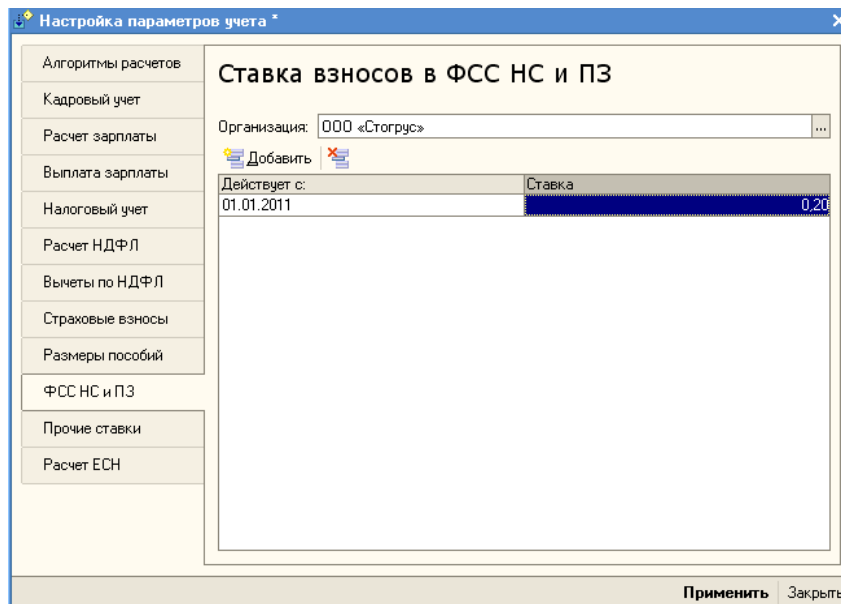 Настройка параметров учета *
Алгоритмы расчетов
Кадровый учет
Расчет зарплаты
Выплата зарплаты
Налоговый учет
Расчет НДФЛ
Вычеты по НДФЛ
Страховые взносы
Размеры пособий
ФСС НС и ПЗ
Прочие ставки
Расчет ЕСН
Ставка взносов в ФСС НС и ПЗ
Организация: ООО «Стогрус» ...
Добавить
Действует с: Ставка
01.01.2011 0,20
Применить Закрыть